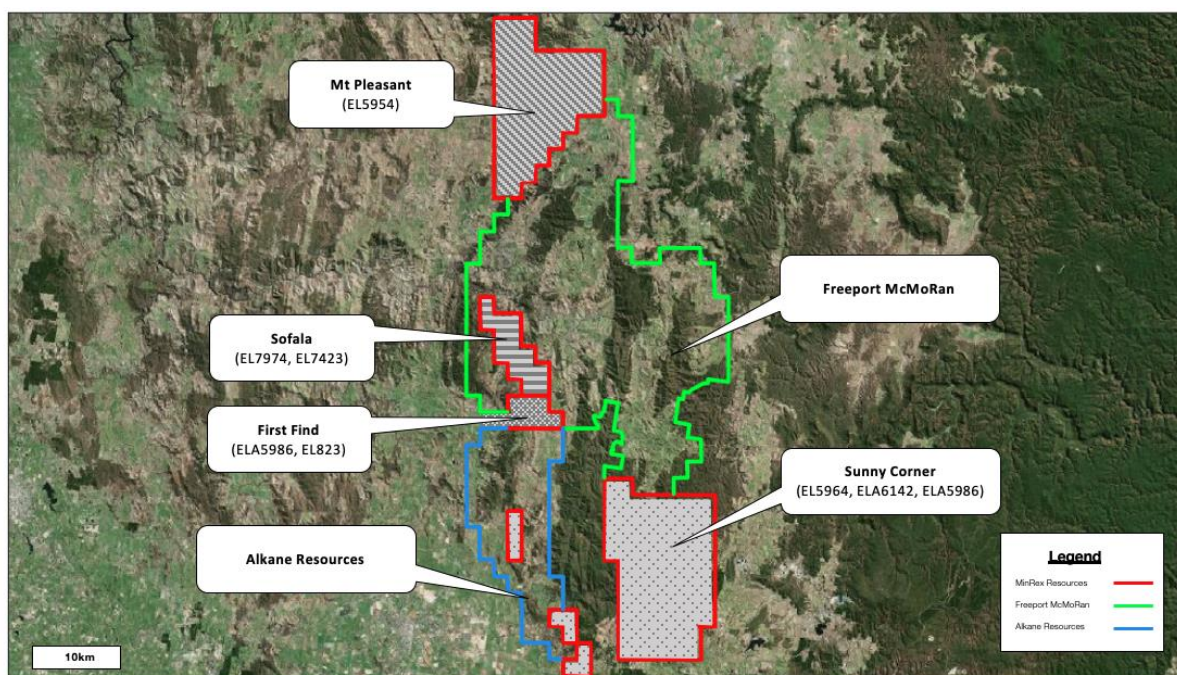 Mt Pleasant
(EL5954)
Freeport McMoRan
Sofala
(EL7974, EL7423)
First Find
(ELA5986, EL823)
Sunny Corner
(EL5964, ELA6142, ELA5986)
Alkane Resources
Legend
MinRex Resources
Freeport McMoRan
Alkane Resources
10km